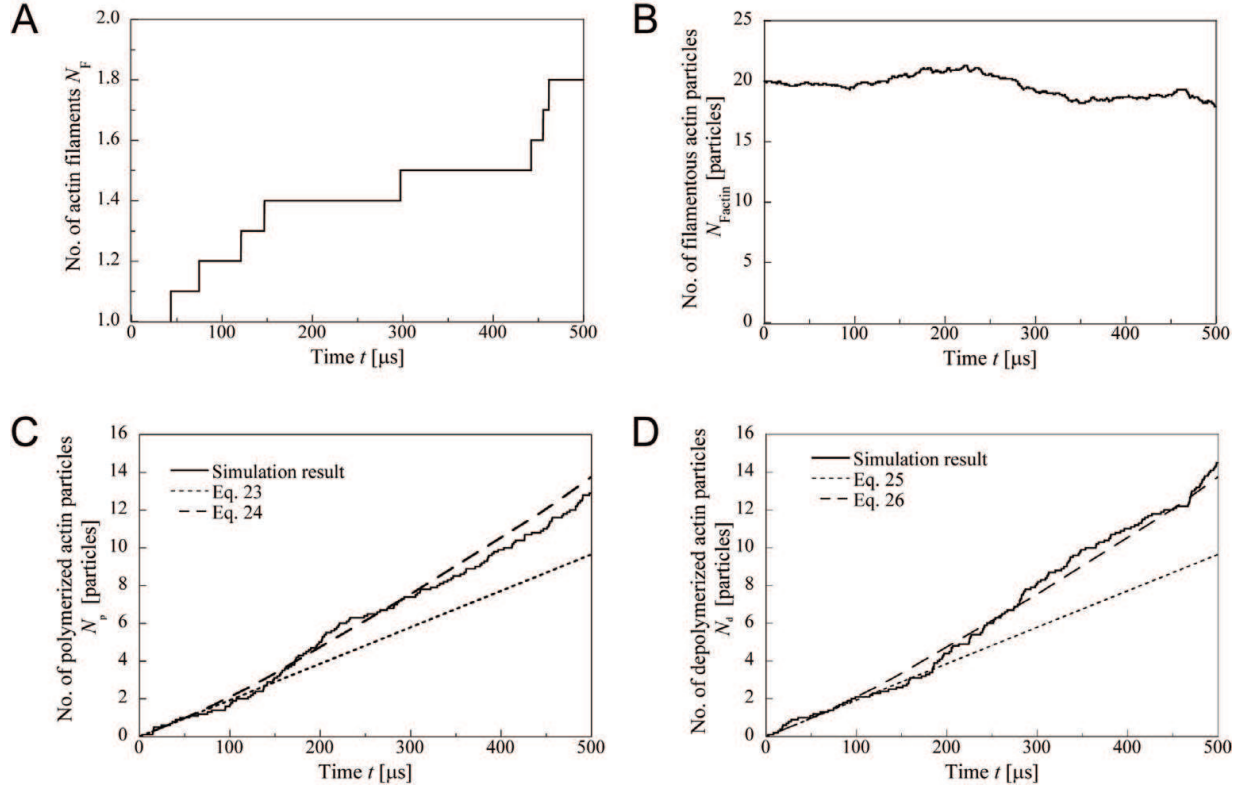 A
2.0
1.8
1.6
1.4
1.2
1.0
No. of actin filaments N_F
0 100 200 300 400 500
Time t [μs]
B
25
20
15
10
5
0
No. of filamentous actin particles
N_Factin [particles]
0 100 200 300 400 500
Time t [μs]
C
16
14
12
10
8
6
4
2
0
No. of polymerized actin particles
N_p [particles]
Simulation result
Eq. 23
Eq. 24
0 100 200 300 400 500
Time t [μs]
D
16
14
12
10
8
6
4
2
0
No. of depolymerized actin particles
N_d [particles]
Simulation result
Eq. 25
Eq. 26
0 100 200 300 400 500
Time t [μs]